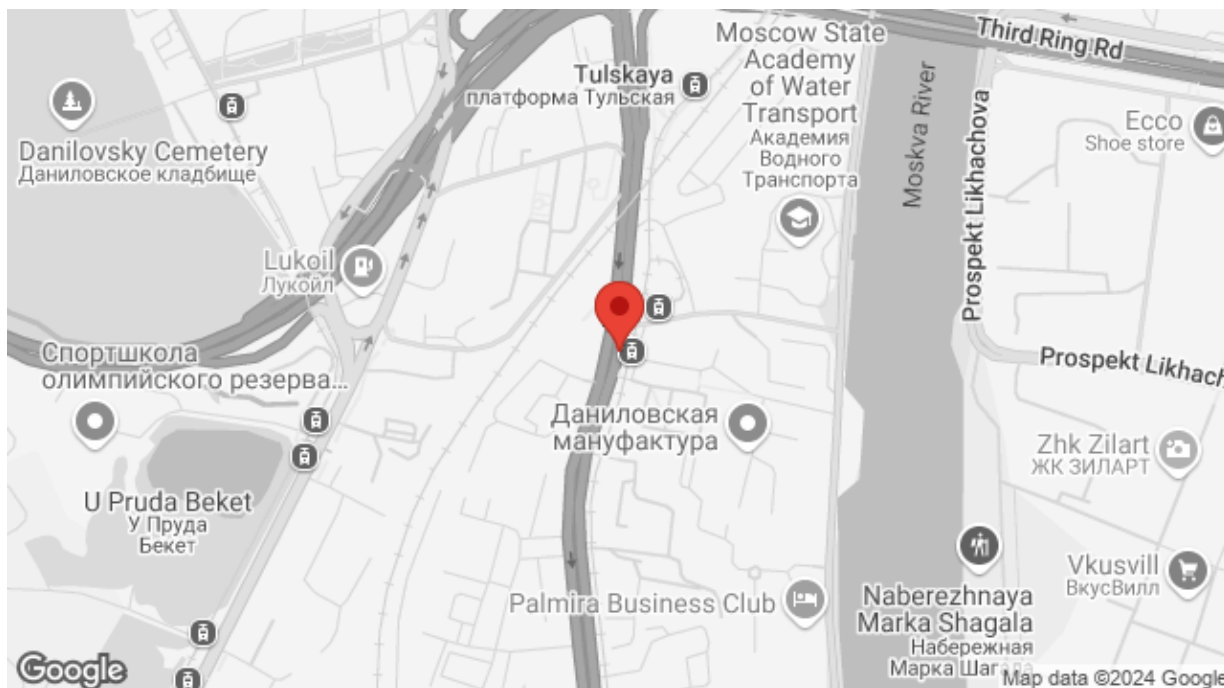 Third Ring Rd
Moscow State
Academy
of Water
Transport
Академия
Водного
Транспорта
Tulskaya
платформа Тульская
Moskva River
Prospekt Likhachova
Ecco
Shoe store
Danilovsky Cemetery
Даниловское кладбище
Lukoil
Лукойл
Спортшкола
олимпийского резерва...
Prospekt Likhach
Даниловская
мануфактура
Zhk Zilart
ЖК ЗИЛАРТ
U Pruda Beket
У Пруда
Бекет
Vkusvill
ВкусВилл
Palmira Business Club
Naberezhnaya
Marka Shagala
Набережная
Марка Шагала
Google
Map data ©2024 Google